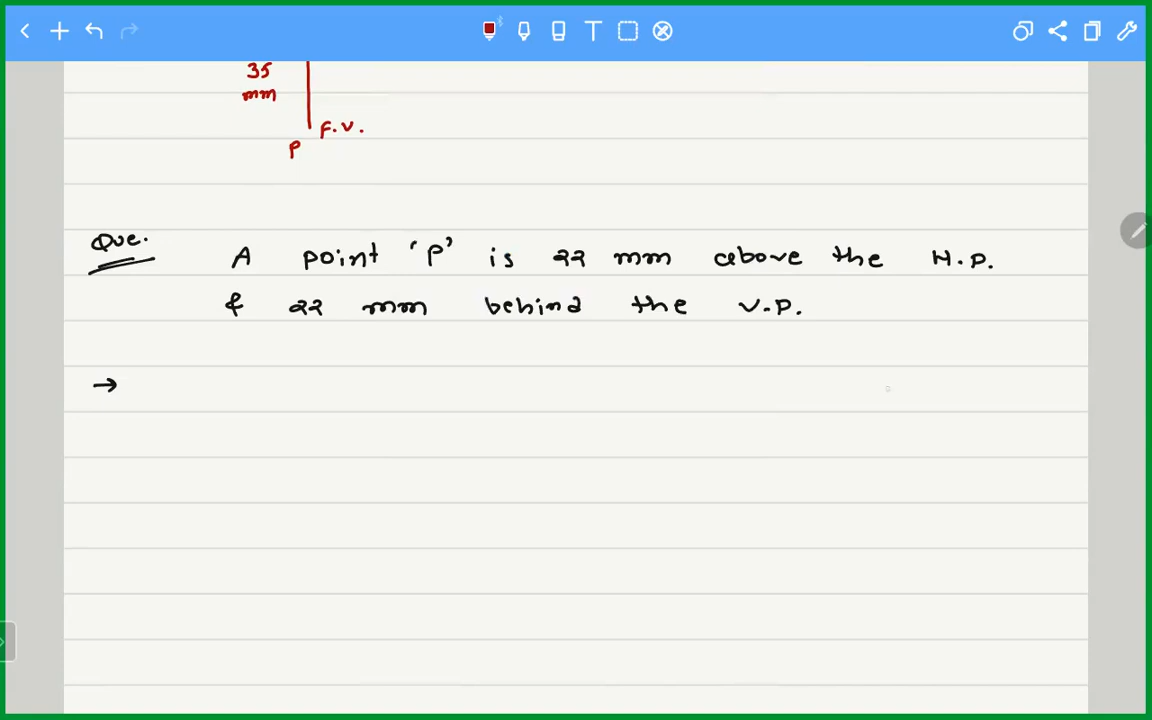 35
mm
F.V.
P
Que. A point 'P' is 22 mm above the H.P.
& 22 mm behind the V.P.
→